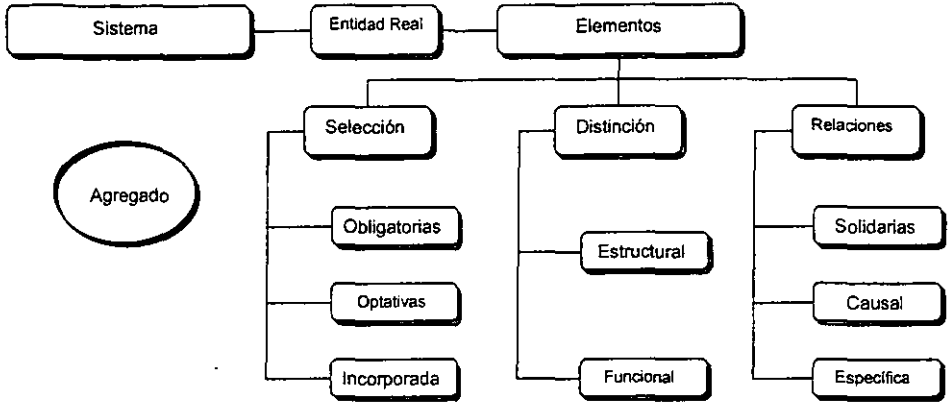 Sistema
Entidad Real
Elementos
Selección
Distinción
Relaciones
Agregado
Obligatorias
Estructural
Solidarias
Optativas
Causal
Incorporada
Funcional
Específica